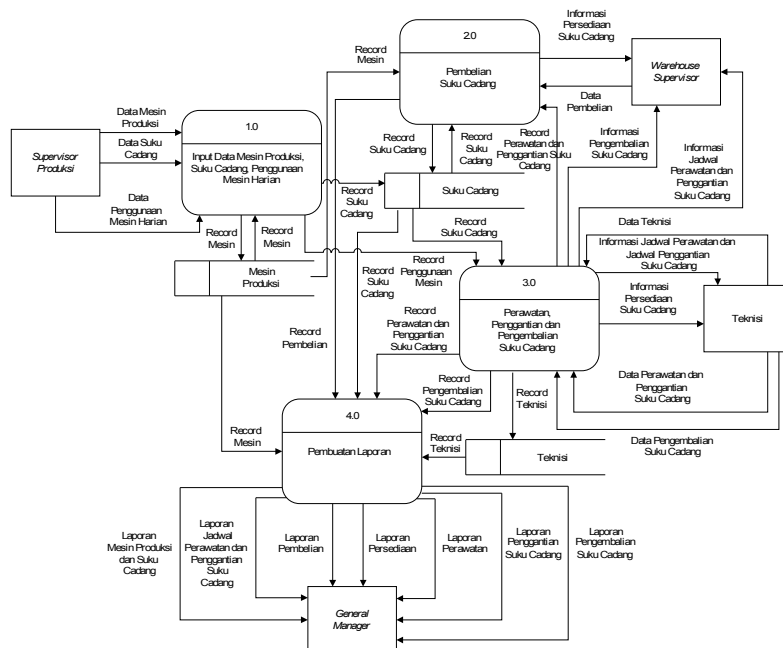 Informasi
Persediaan
Suku Cadang
2.0
Pembelian
Suku Cadang
Record
Mesin
Warehouse
Supervisor
Data
Pembelian
1.0
Input Data Mesin Produksi,
Suku Cadang, Penggunaan
Mesin Harian
Data Mesin
Produksi
Data Suku
Cadang
Supervisor
Produksi
Data
Penggunaan
Mesin Harian
Record
Suku Cadang
Record
Suku
Cadang
Record
Perawatan dan
Penggantian Suku
Cadang
Informasi
Pengembalian
Suku Cadang
Informasi
Jadwal
Perawatan dan
Penggantian
Suku Cadang
Record
Suku
Cadang
Suku Cadang
Record
Mesin
Record
Mesin
Record
Suku Cadang
Data Teknisi
Informasi Jadwal Perawatan dan
Jadwal Penggantian
Suku Cadang
Mesin
Produksi
Record
Suku
Cadang
Record
Penggunaan
Mesin
3.0
Perawatan,
Penggantian dan
Pengembalian
Suku Cadang
Informasi
Persediaan
Suku Cadang
Teknisi
Record
Pembelian
Record
Perawatan dan
Penggantian
Suku Cadang
Data Perawatan dan
Penggantian
Suku Cadang
Record
Pengembalian
Suku Cadang
Record
Teknisi
4.0
Pembuatan Laporan
Record
Mesin
Record
Teknisi
Teknisi
Data Pengembalian
Suku Cadang
Laporan
Mesin Produksi
dan Suku
Cadang
Laporan
Jadwal
Perawatan dan
Penggantian
Suku
Cadang
Laporan
Pembelian
Laporan
Persediaan
Laporan
Perawatan
Laporan
Penggantian
Suku Cadang
Laporan
Pengembalian
Suku Cadang
General
Manager